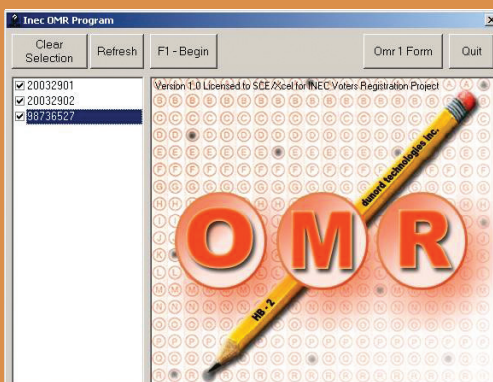 Inec OMR Program
Clear Selection
Refresh
F1 - Begin
Omr 1 Form
Quit
20032901
20032902
98736527
Version 1.0 Licensed to SCE/Xcel for INEC Voters Registration Project
dunord technologies inc.
OMR
HB - 2